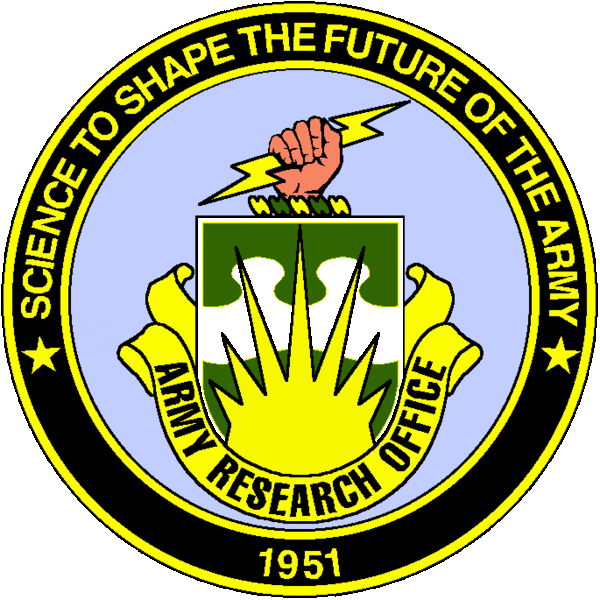 SCIENCE TO SHAPE THE FUTURE OF THE ARMY
ARMY RESEARCH OFFICE
1951